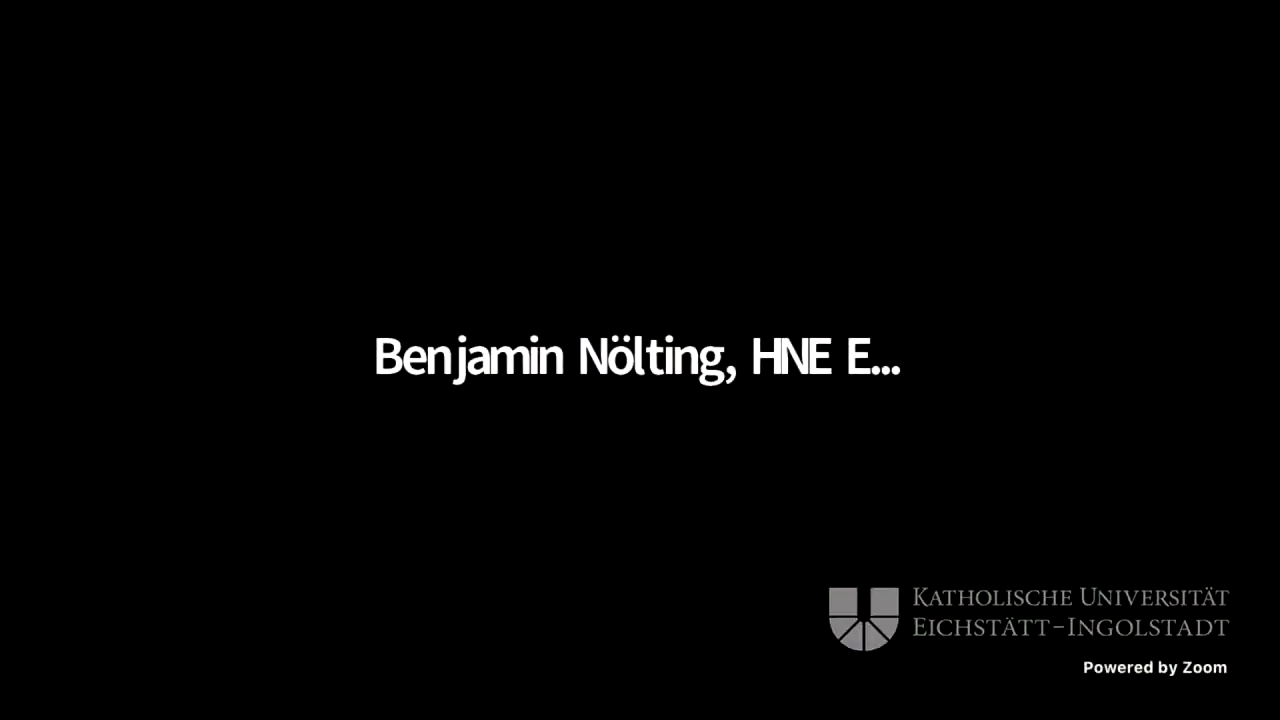 Benjamin Nölting, HNE E...
KATHOLISCHE UNIVERSITÄT
EICHSTÄTT-INGOLSTADT
Powered by Zoom